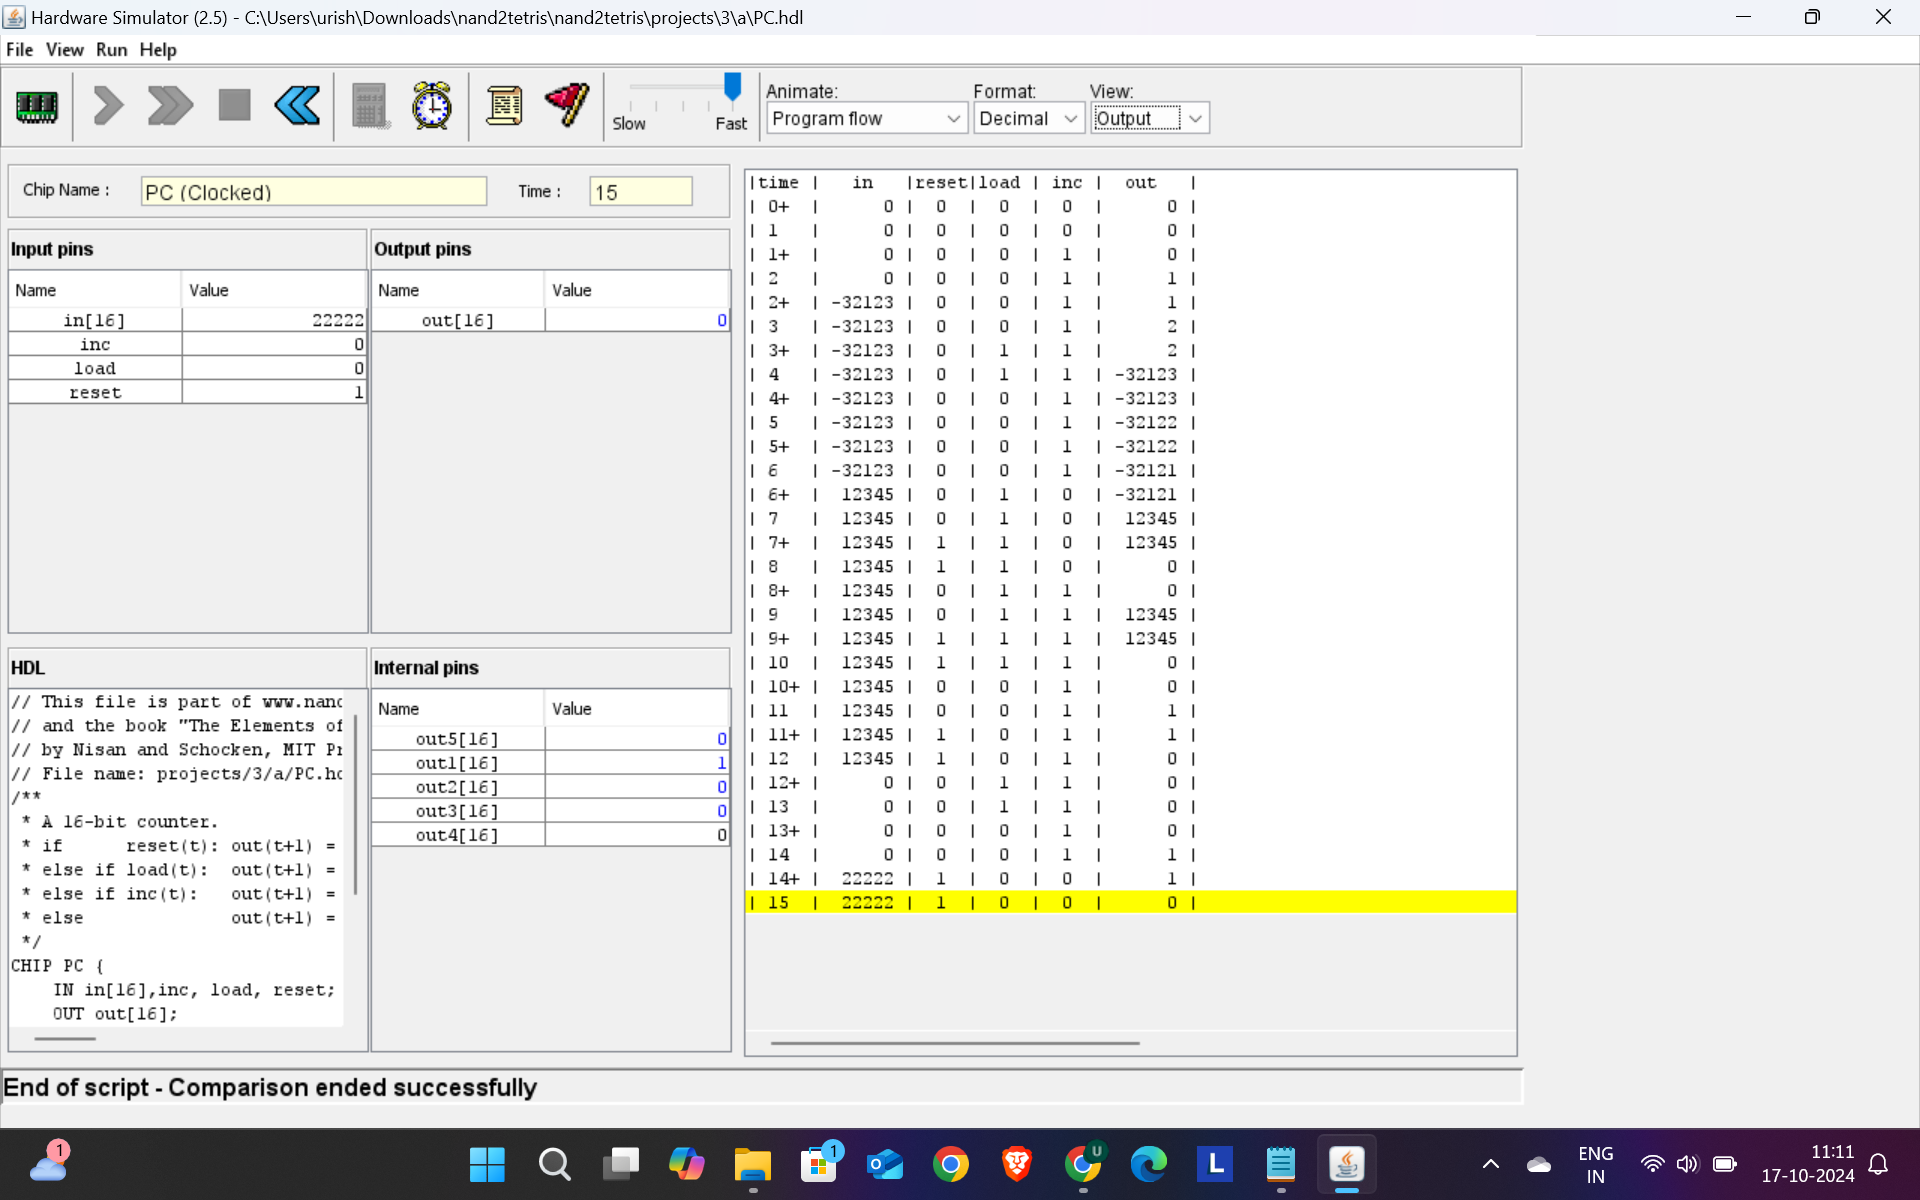 Hardware Simulator (2.5) - C:\Users\urish\Downloads\nand2tetris\nand2tetris\projects\3\a\PC.hdl
File View Run Help
Slow Fast
Animate: Format: View:
Program flow Decimal Output
Chip Name : PC (Clocked) Time : 15
Input pins
Name Value
in[16] 22222
inc 0
load 0
reset 1
Output pins
Name Value
out[16] 0
HDL
// This file is part of www.nand
// and the book "The Elements of
// by Nisan and Schocken, MIT Pr
// File name: projects/3/a/PC.hd
/**
* A 16-bit counter.
* if reset(t): out(t+1) =
* else if load(t): out(t+1) =
* else if inc(t): out(t+1) =
* else out(t+1) =
*/
CHIP PC {
IN in[16],inc, load, reset;
OUT out[16];
Internal pins
Name Value
out5[16] 0
out1[16] 1
out2[16] 0
out3[16] 0
out4[16] 0
|time | in |reset|load | inc | out |
| 0+ | 0 | 0 | 0 | 0 | 0 |
| 1 | 0 | 0 | 0 | 0 | 0 |
| 1+ | 0 | 0 | 0 | 1 | 0 |
| 2 | 0 | 0 | 0 | 1 | 1 |
| 2+ | -32123 | 0 | 0 | 1 | 1 |
| 3 | -32123 | 0 | 0 | 1 | 2 |
| 3+ | -32123 | 0 | 1 | 1 | 2 |
| 4 | -32123 | 0 | 1 | 1 | -32123 |
| 4+ | -32123 | 0 | 0 | 1 | -32123 |
| 5 | -32123 | 0 | 0 | 1 | -32122 |
| 5+ | -32123 | 0 | 0 | 1 | -32122 |
| 6 | -32123 | 0 | 0 | 1 | -32121 |
| 6+ | 12345 | 0 | 1 | 0 | -32121 |
| 7 | 12345 | 0 | 1 | 0 | 12345 |
| 7+ | 12345 | 1 | 1 | 0 | 12345 |
| 8 | 12345 | 1 | 1 | 0 | 0 |
| 8+ | 12345 | 0 | 1 | 1 | 0 |
| 9 | 12345 | 0 | 1 | 1 | 12345 |
| 9+ | 12345 | 1 | 1 | 1 | 12345 |
| 10 | 12345 | 1 | 1 | 1 | 0 |
| 10+ | 12345 | 0 | 0 | 1 | 0 |
| 11 | 12345 | 0 | 0 | 1 | 1 |
| 11+ | 12345 | 1 | 0 | 1 | 1 |
| 12 | 12345 | 1 | 0 | 1 | 0 |
| 12+ | 0 | 0 | 1 | 1 | 0 |
| 13 | 0 | 0 | 1 | 1 | 0 |
| 13+ | 0 | 0 | 0 | 1 | 0 |
| 14 | 0 | 0 | 0 | 1 | 1 |
| 14+ | 22222 | 1 | 0 | 0 | 1 |
| 15 | 22222 | 1 | 0 | 0 | 0 |
End of script - Comparison ended successfully
1
1
U
L
ENG
IN
11:11
17-10-2024